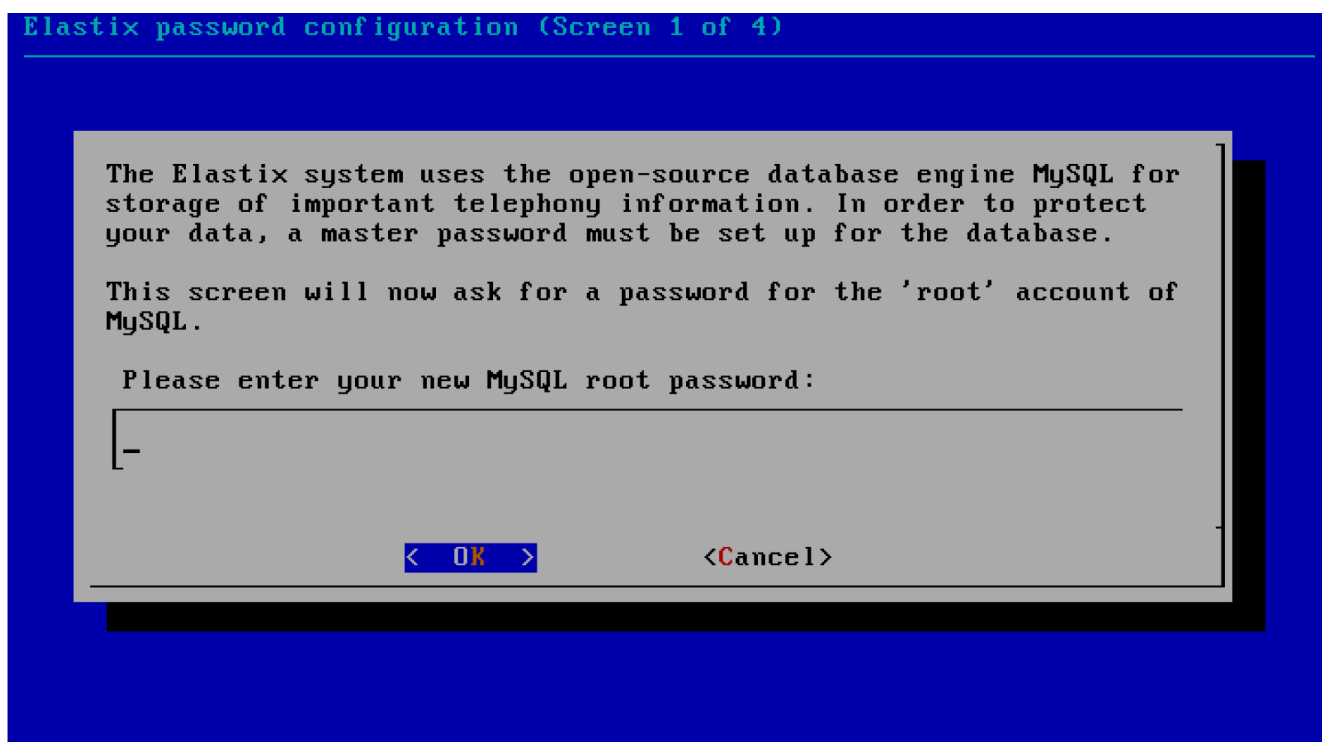 Elastix password configuration (Screen 1 of 4)
The Elastix system uses the open-source database engine MySQL for
storage of important telephony information. In order to protect
your data, a master password must be set up for the database.
This screen will now ask for a password for the 'root' account of
MySQL.
Please enter your new MySQL root password:
< OK > <Cancel>